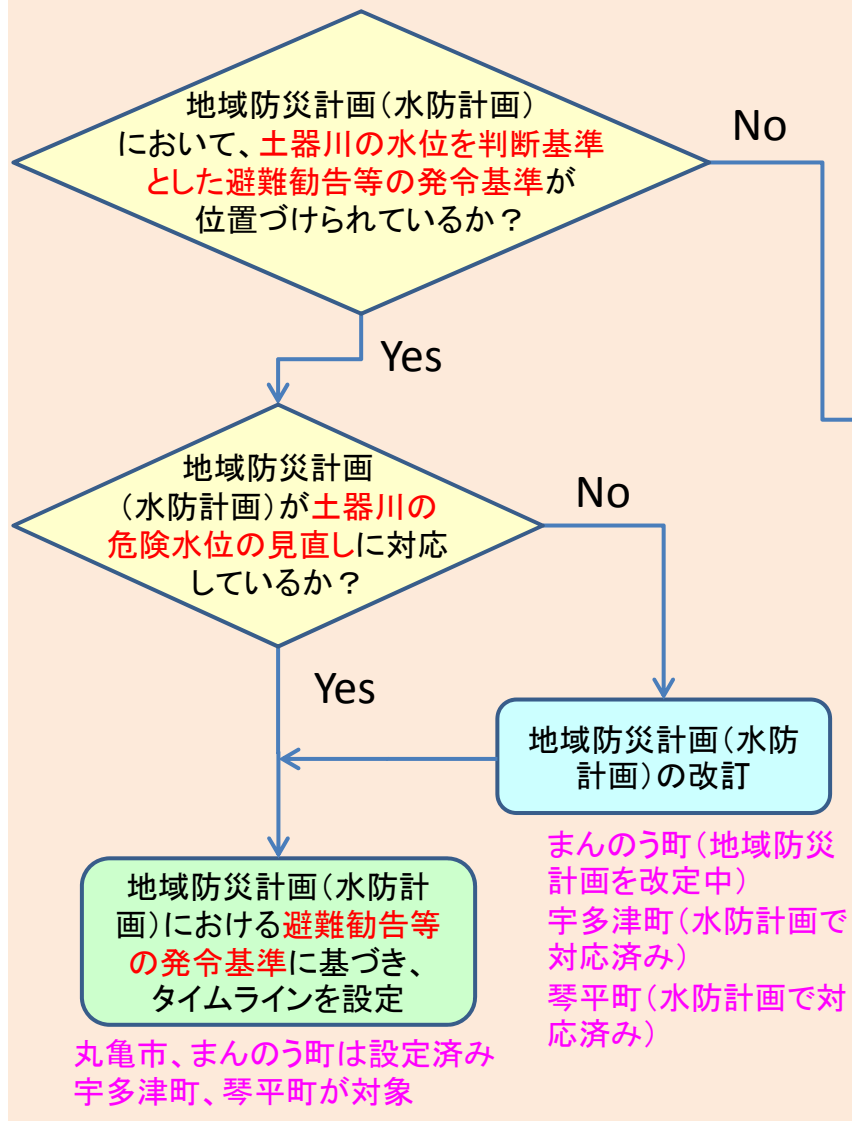 地域防災計画(水防計画)
において、土器川の水位を判断基準
とした避難勧告等の発令基準が
位置づけられているか?
No
Yes
地域防災計画
(水防計画)が土器川の
危険水位の見直しに対応
しているか?
No
Yes
地域防災計画(水防
計画)の改訂
まんのう町(地域防災
計画を改定中)
宇多津町(水防計画で
対応済み)
琴平町(水防計画で対
応済み)
地域防災計画(水防計
画)における避難勧告等
の発令基準に基づき、
タイムラインを設定
丸亀市、まんのう町は設定済み
宇多津町、琴平町が対象